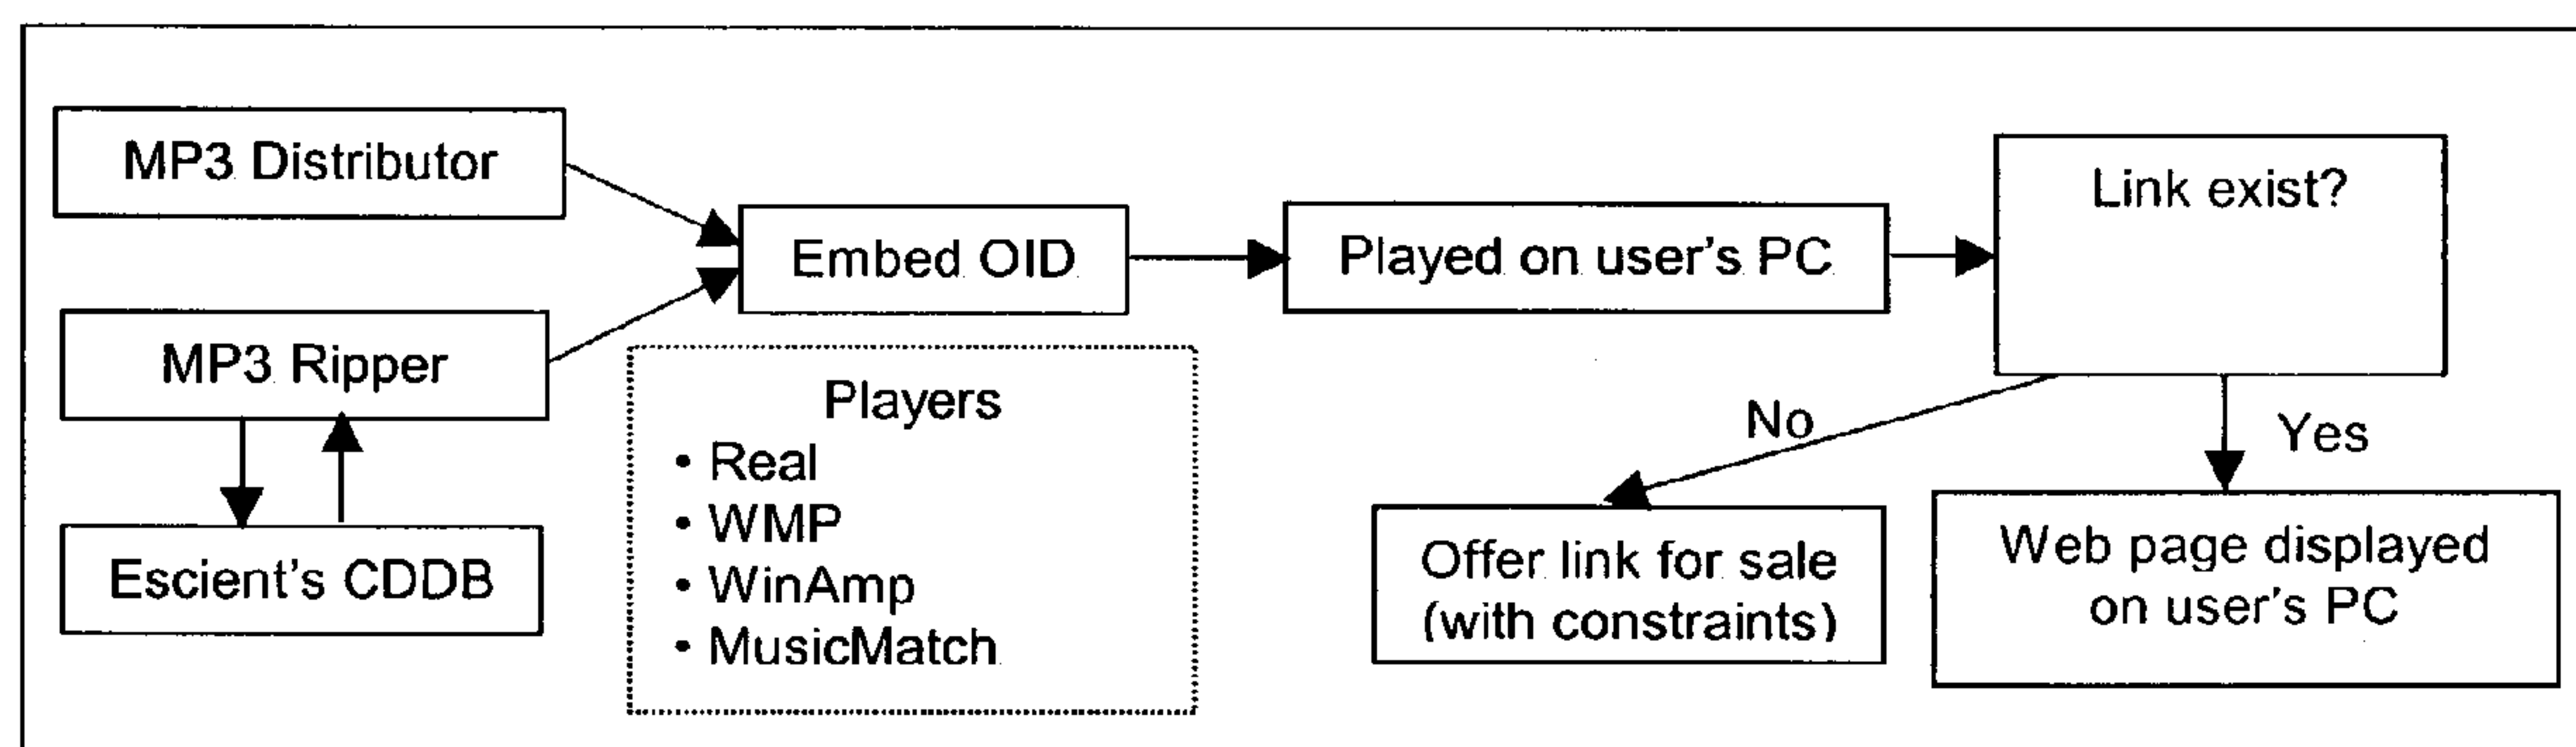 MP3 Distributor
MP3 Ripper
Escient's CDDB
Embed OID
Players
• Real
• WMP
• WinAmp
• MusicMatch
Played on user's PC
Link exist?
No
Yes
Offer link for sale
(with constraints)
Web page displayed
on user's PC